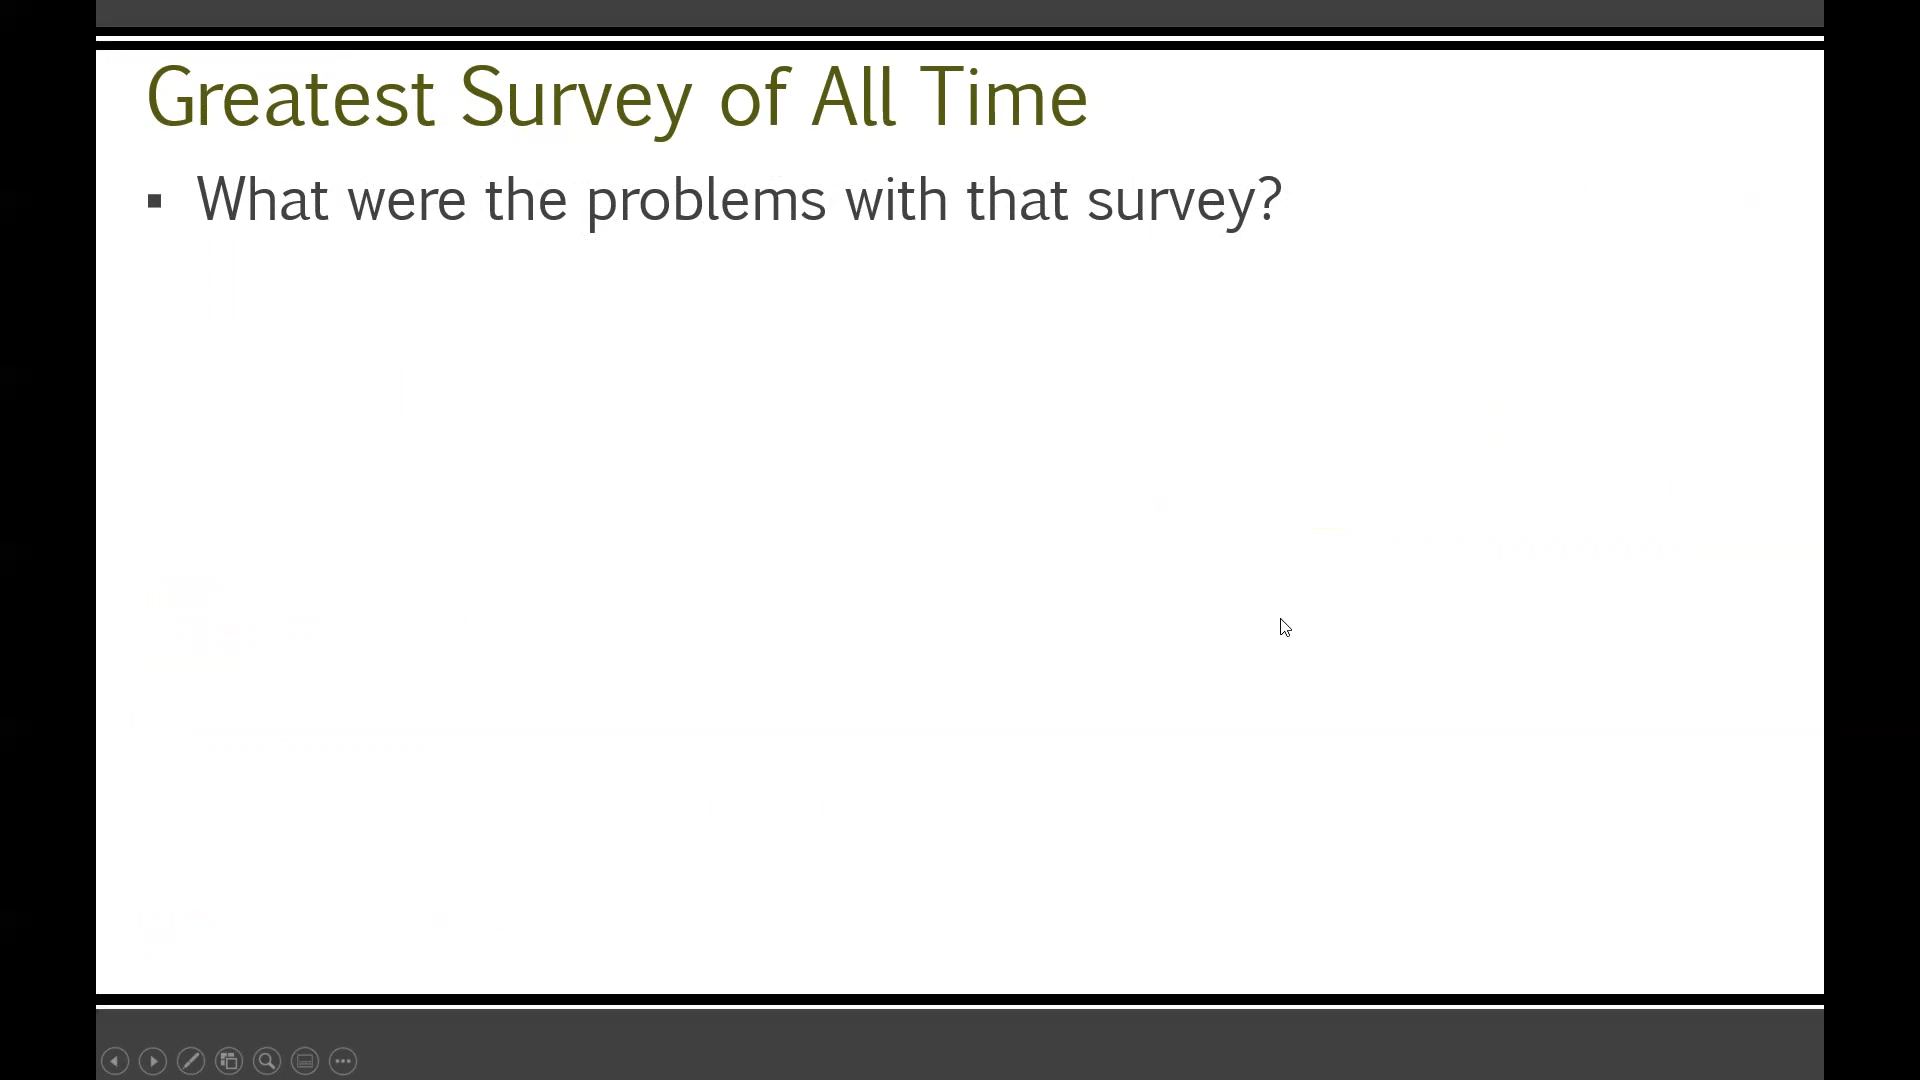 Greatest Survey of All Time
▪ What were the problems with that survey?